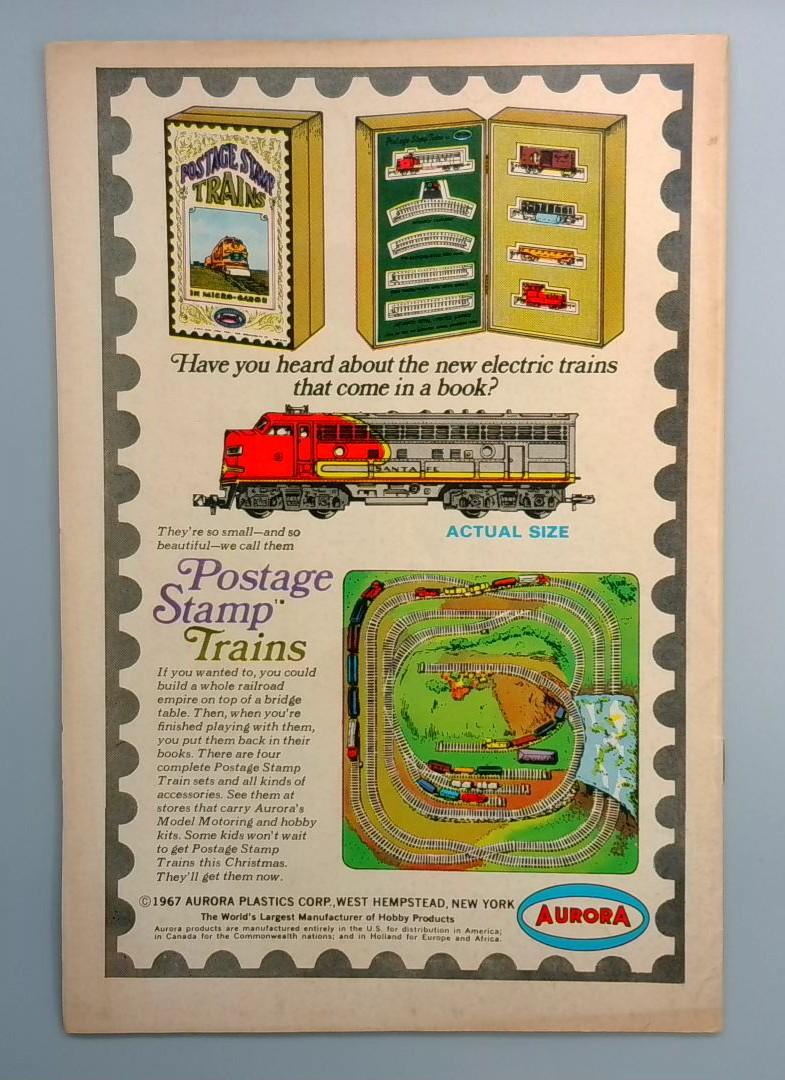 POSTAGE STAMP
TRAINS
IN MICRO-GAUGE
Postage Stamp Trains
Have you heard about the new electric trains
that come in a book?
SANTA FE
They're so small—and so
beautiful—we call them
ACTUAL SIZE
Postage
Stamp™
Trains
If you wanted to, you could
build a whole railroad
empire on top of a bridge
table. Then, when you're
finished playing with them,
you put them back in their
books. There are four
complete Postage Stamp
Train sets and all kinds of
accessories. See them at
stores that carry Aurora's
Model Motoring and hobby
kits. Some kids won't wait
to get Postage Stamp
Trains this Christmas.
They'll get them now.
©1967 AURORA PLASTICS CORP., WEST HEMPSTEAD, NEW YORK
The World's Largest Manufacturer of Hobby Products
Aurora products are manufactured entirely in the U.S. for distribution in America;
in Canada for the Commonwealth nations; and in Holland for Europe and Africa.
AURORA